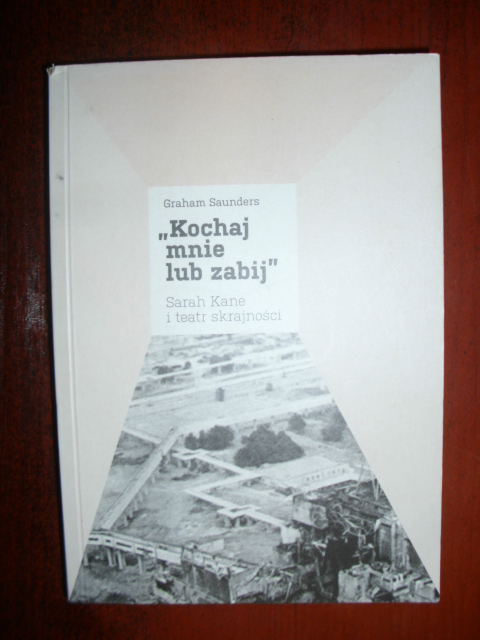 Graham Saunders
„Kochaj
mnie
lub zabij”
Sarah Kane
i teatr skrajności